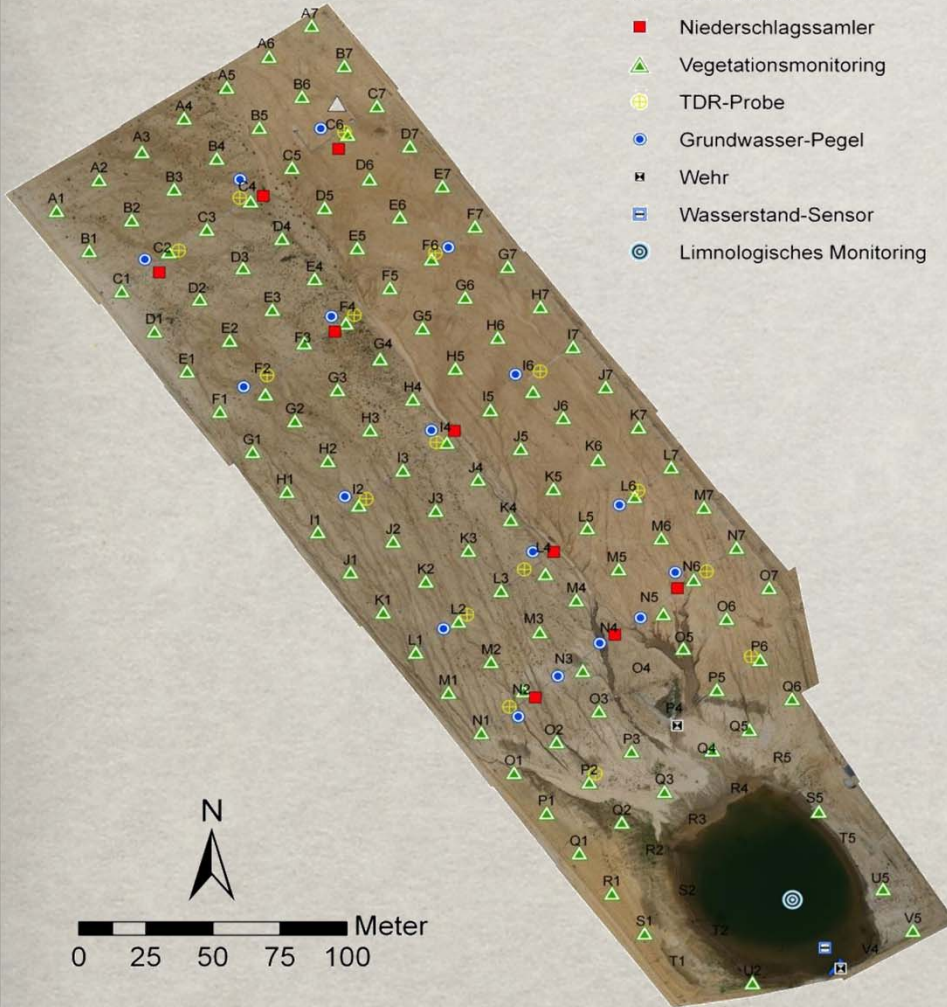 Niederschlagssamler
Vegetationsmonitoring
TDR-Probe
Grundwasser-Pegel
Wehr
Wasserstand-Sensor
Limnologisches Monitoring
A7
A6
B7
A5
B6
C7
A4
B5
C6
D7
A3
B4
C5
D6
E7
A2
B3
C4
D5
E6
F7
A1
B2
C3
D4
E5
F6
G7
B1
C2
D3
E4
F5
G6
H7
C1
D2
E3
F4
G5
H6
I7
D1
E2
F3
G4
H5
I6
J7
E1
F2
G3
H4
I5
J6
K7
F1
G2
H3
I4
J5
K6
L7
G1
H2
I3
J4
K5
L6
M7
H1
I2
J3
K4
L5
M6
N7
I1
J2
K3
L4
M5
N6
O7
J1
K2
L3
M4
N5
O6
K1
L2
M3
N4
O5
P6
L1
M2
N3
O4
P5
Q6
M1
N2
O3
P4
Q5
N1
O2
P3
Q4
R5
O1
P2
Q3
R4
S5
P1
Q2
R3
T5
Q1
R2
U5
R1
S2
V5
S1
T2
V4
T1
U2
N
Meter
0 25 50 75 100